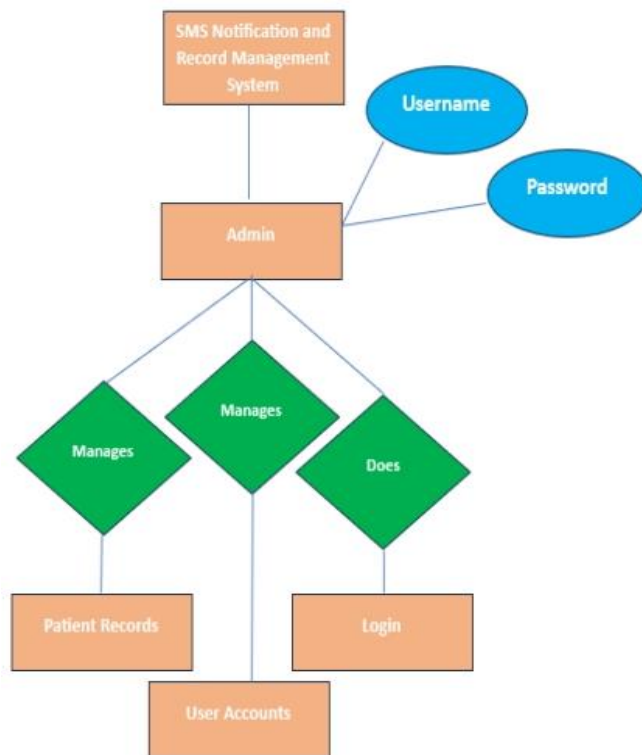 SMS Notification and
Record Management
System
Username
Password
Admin
Manages
Manages
Does
Patient Records
Login
User Accounts